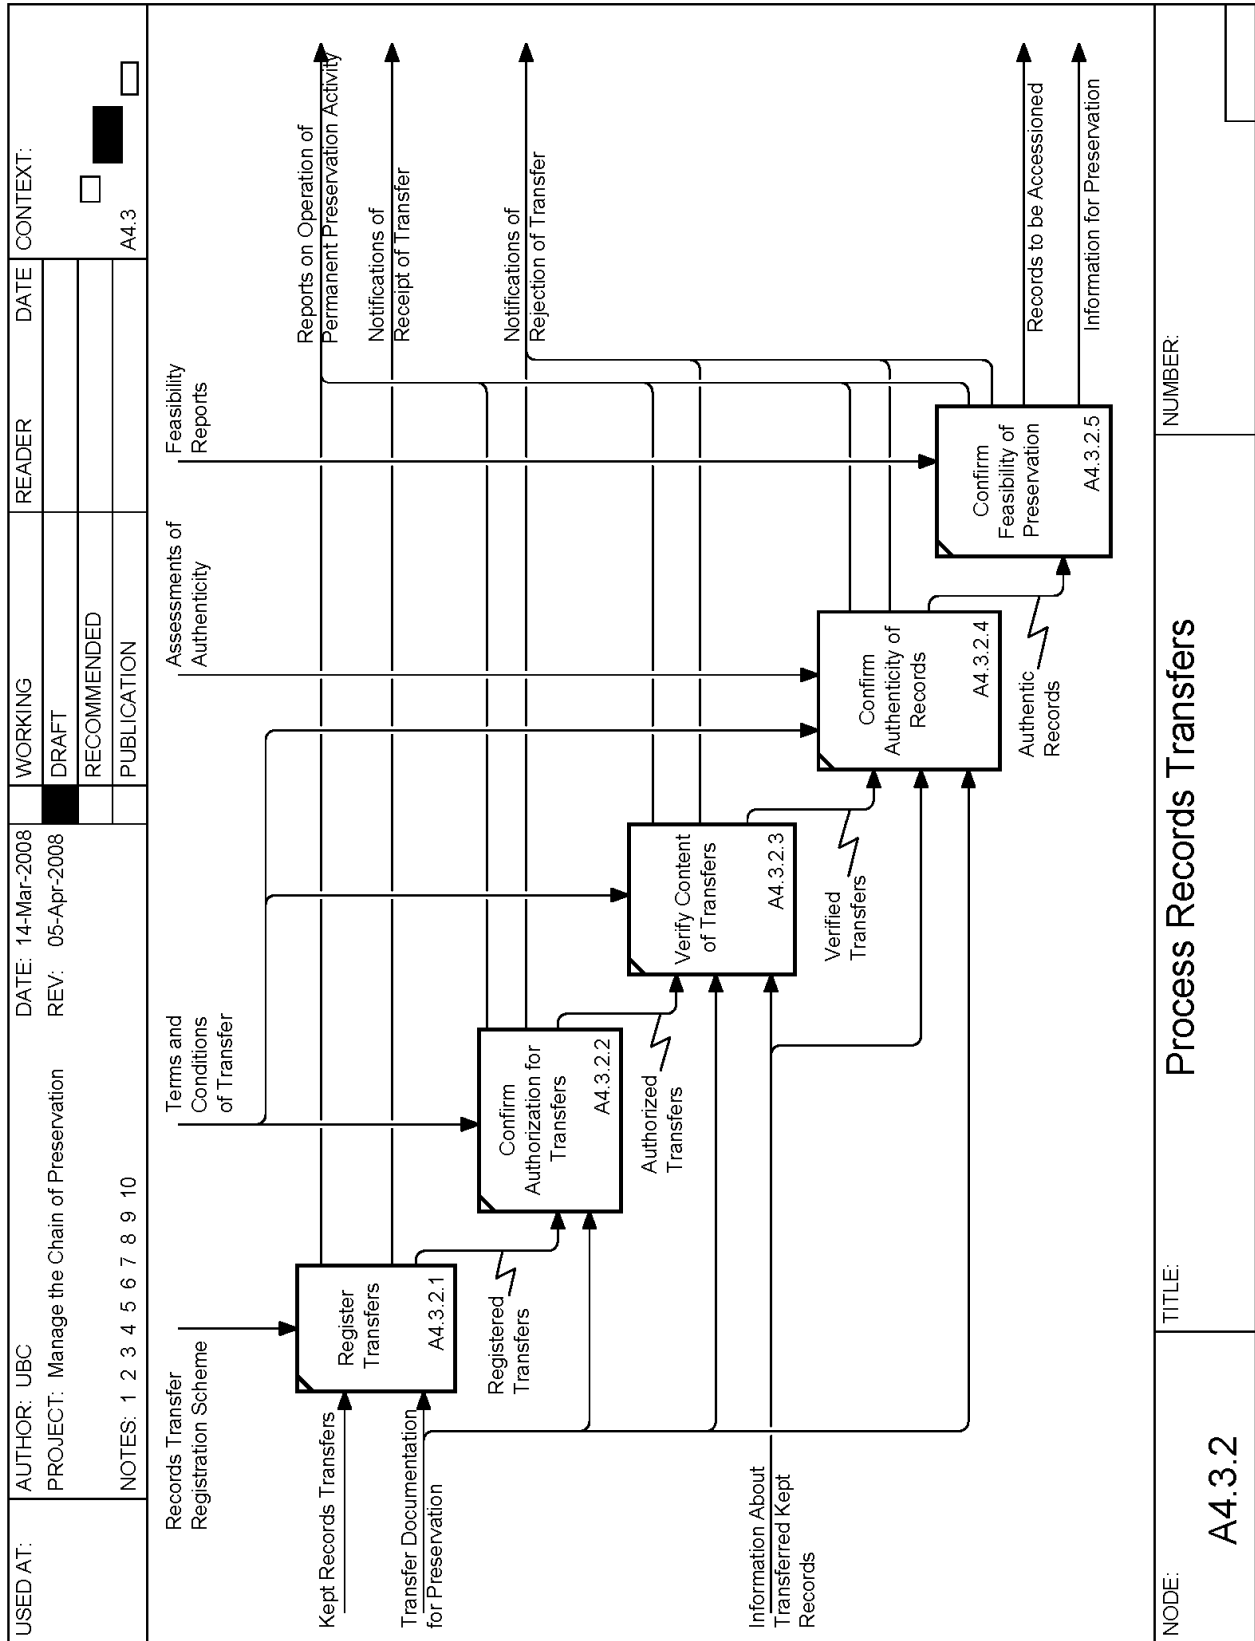 USED AT:
AUTHOR: UBC
PROJECT: Manage the Chain of Preservation
NOTES: 1 2 3 4 5 6 7 8 9 10
DATE: 14-Mar-2008
REV: 05-Apr-2008
WORKING
DRAFT
RECOMMENDED
PUBLICATION
READER
DATE
CONTEXT:
A4.3
Records Transfer
Registration Scheme
Terms and
Conditions
of Transfer
Assessments of
Authenticity
Feasibility
Reports
Kept Records Transfers
Transfer Documentation
for Preservation
Information About
Transferred Kept
Records
Register
Transfers
A4.3.2.1
Registered
Transfers
Confirm
Authorization for
Transfers
A4.3.2.2
Authorized
Transfers
Verify Content
of Transfers
A4.3.2.3
Verified
Transfers
Confirm
Authenticity of
Records
A4.3.2.4
Authentic
Records
Confirm
Feasibility of
Preservation
A4.3.2.5
Reports on Operation of
Permanent Preservation Activity
Notifications of
Receipt of Transfer
Notifications of
Rejection of Transfer
Records to be Accessioned
Information for Preservation
NODE:
A4.3.2
TITLE:
Process Records Transfers
NUMBER: